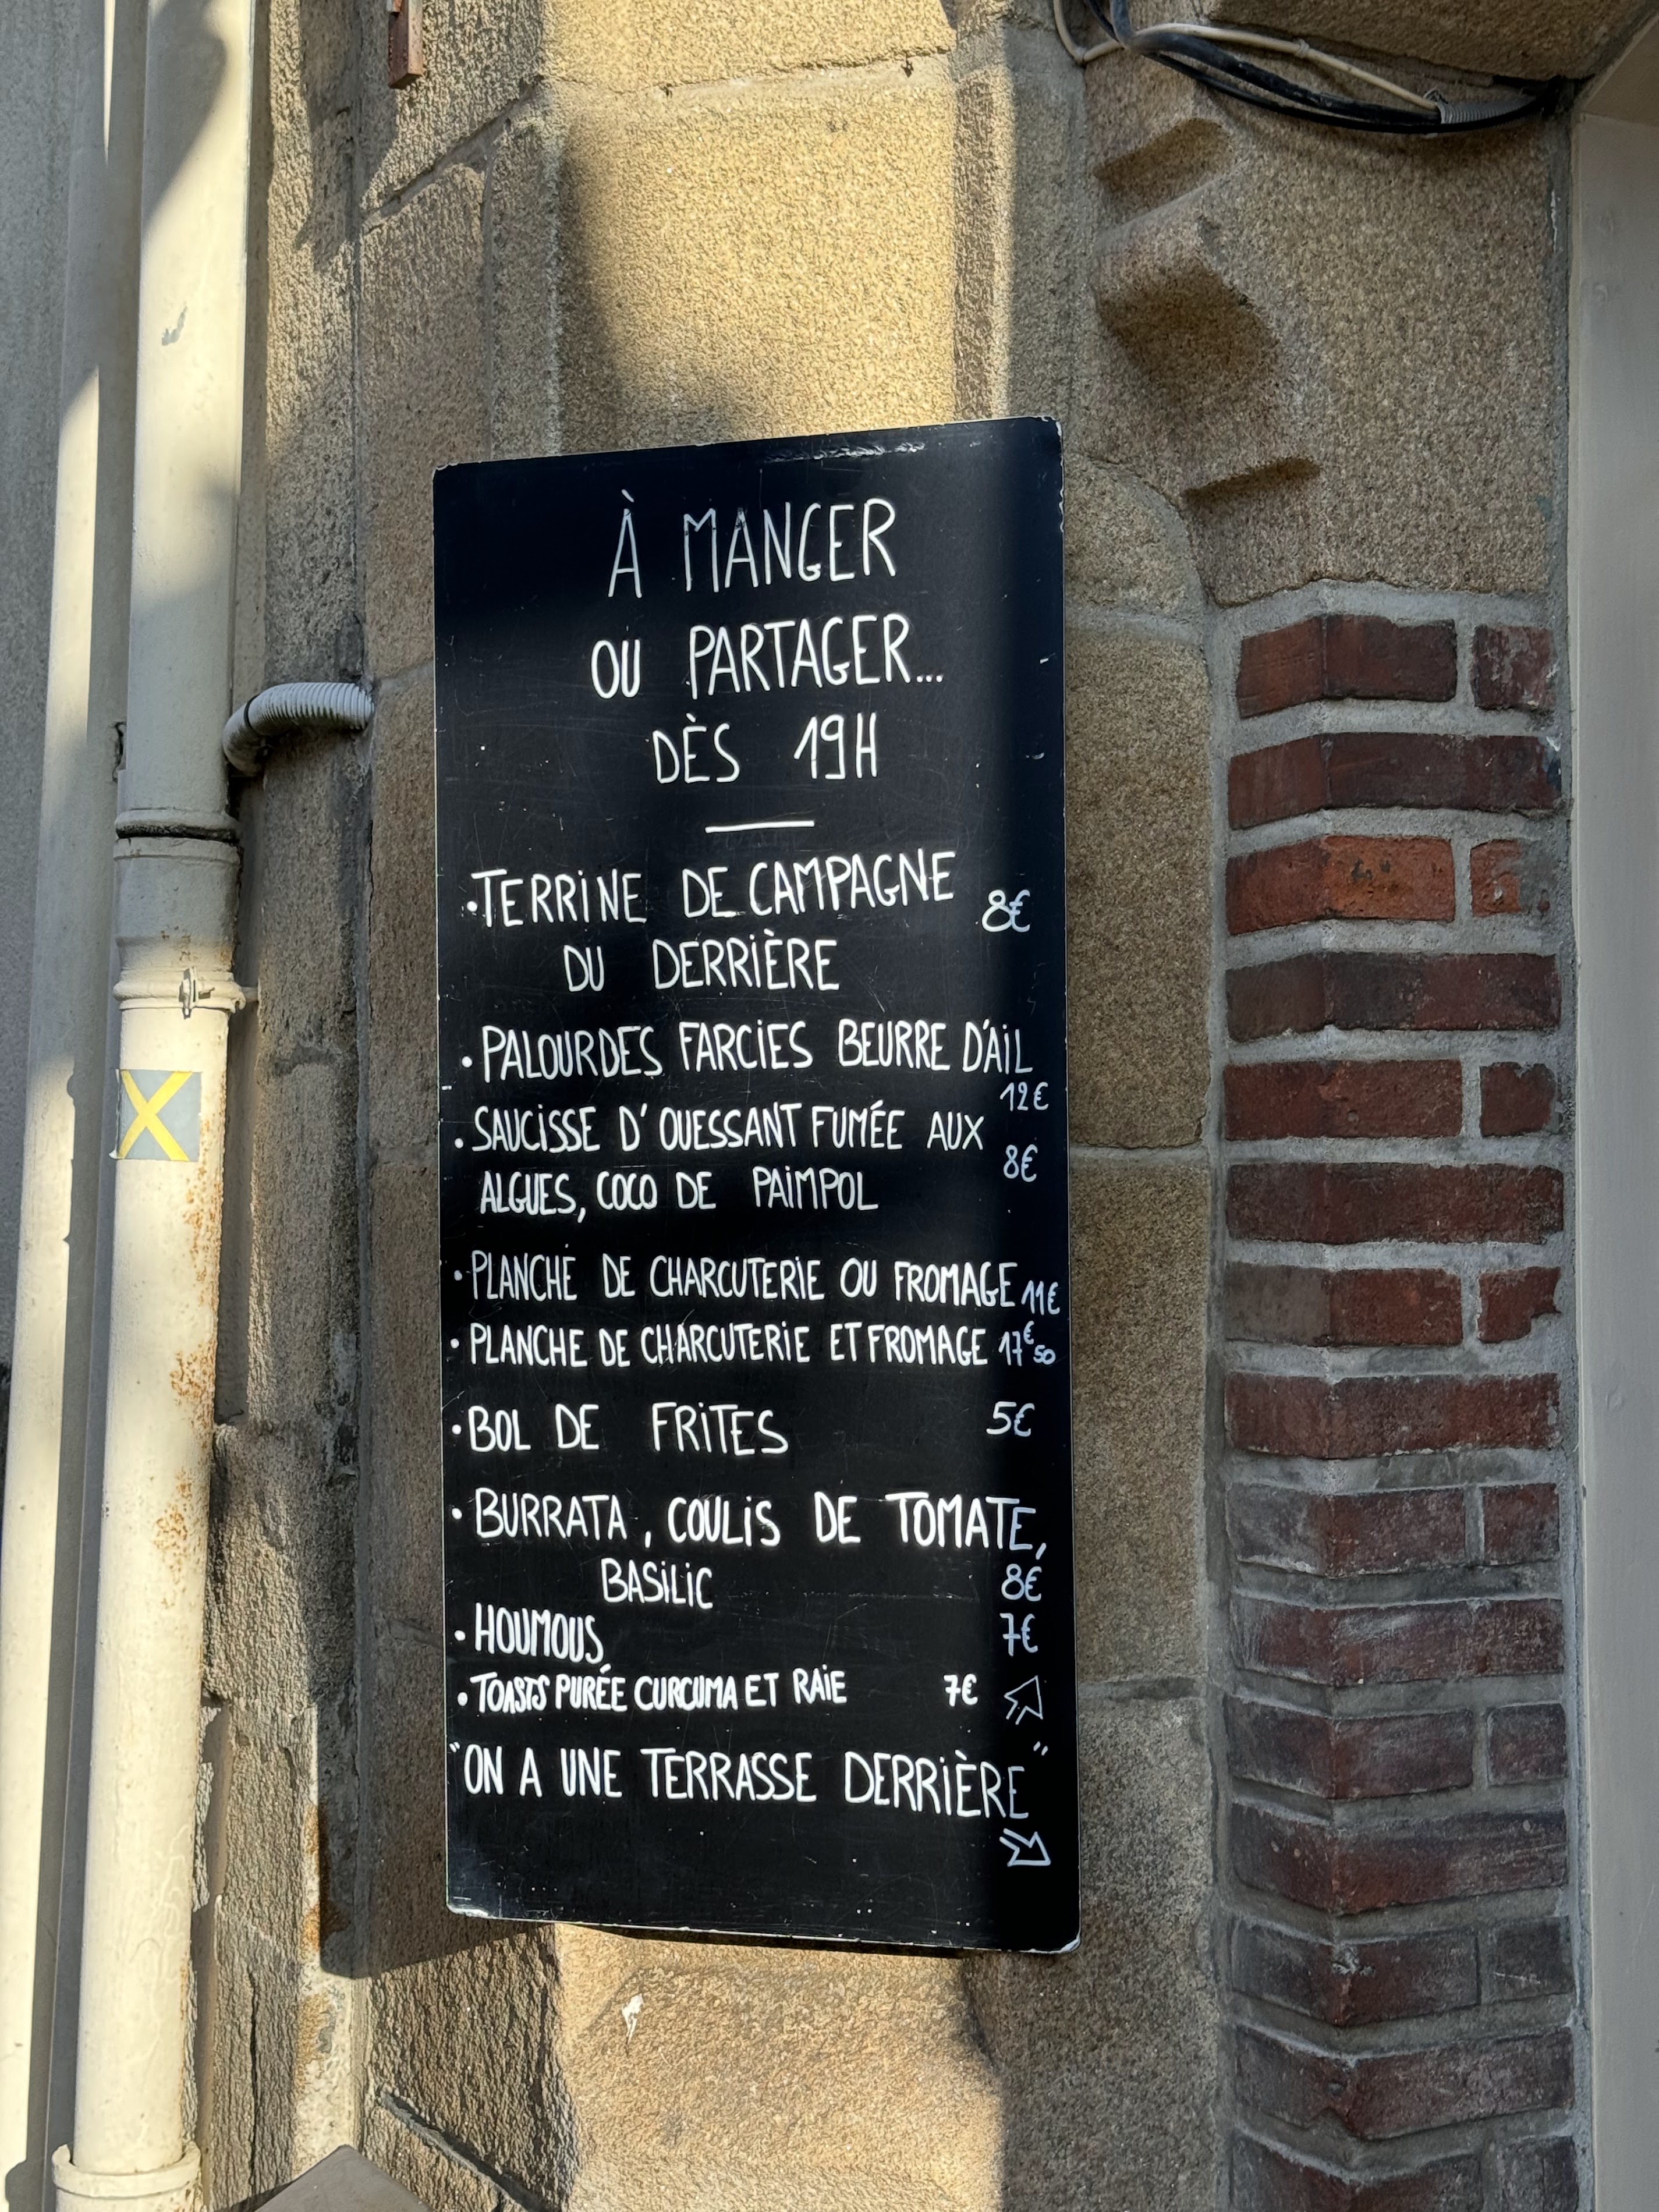 À MANGER
OU PARTAGER...
DÈS 19H
• TERRINE DE CAMPAGNE 8€
DU DERRIÈRE
• PALOURDES FARCIES BEURRE D'AIL
12€
• SAUCISSE D'OUESSANT FUMÉE AUX
8€
ALGUES, COCO DE PAIMPOL
• PLANCHE DE CHARCUTERIE OU FROMAGE 11€
• PLANCHE DE CHARCUTERIE ET FROMAGE 17€50
• BOL DE FRITES 5€
• BURRATA, COULIS DE TOMATE,
BASILIC 8€
• HOUMOUS 7€
• TOASTS PURÉE CURCUMA ET RAIE 7€
"ON A UNE TERRASSE DERRIÈRE"